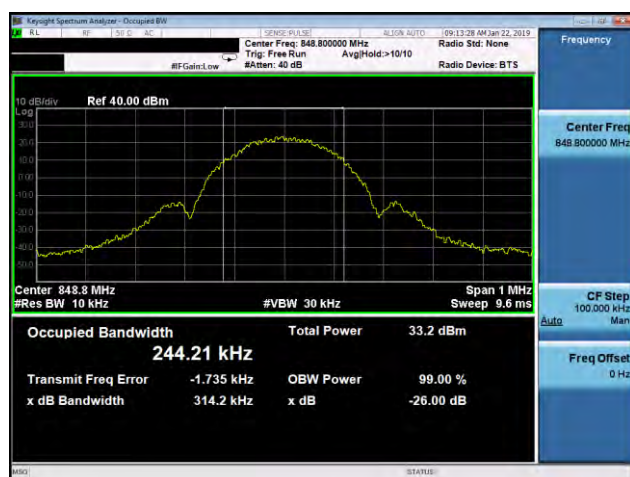 Keysight Spectrum Analyzer - Occupied BW
RL RF 50 Ω AC SENSE:PULSE ALIGN AUTO 09:13:28 AM Jan 22, 2019
Center Freq: 848.800000 MHz Radio Std: None
Trig: Free Run Avg|Hold:>10/10
#IFGain:Low #Atten: 40 dB Radio Device: BTS
Frequency
10 dB/div Ref 40.00 dBm
Log
30.0
20.0
10.0
0.00
-10.0
-20.0
-30.0
-40.0
-50.0
Center 848.8 MHz Span 1 MHz
#Res BW 10 kHz #VBW 30 kHz Sweep 9.6 ms
Center Freq
848.800000 MHz
CF Step
100.000 kHz
Auto Man
Freq Offset
0 Hz
Occupied Bandwidth Total Power 33.2 dBm
244.21 kHz
Transmit Freq Error -1.735 kHz OBW Power 99.00 %
x dB Bandwidth 314.2 kHz x dB -26.00 dB
MSG STATUS